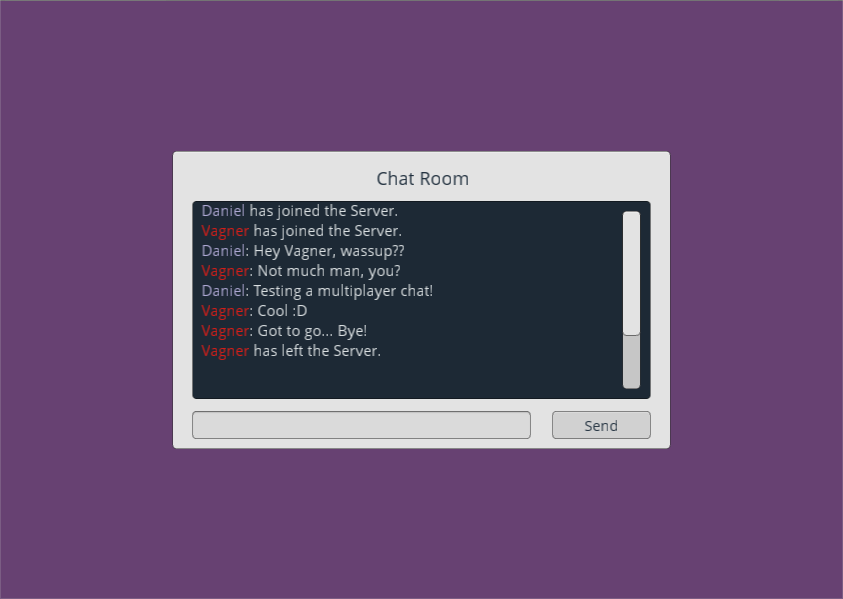 Chat Room
Daniel has joined the Server.
Vagner has joined the Server.
Daniel: Hey Vagner, wassup??
Vagner: Not much man, you?
Daniel: Testing a multiplayer chat!
Vagner: Cool :D
Vagner: Got to go... Bye!
Vagner has left the Server.
Send